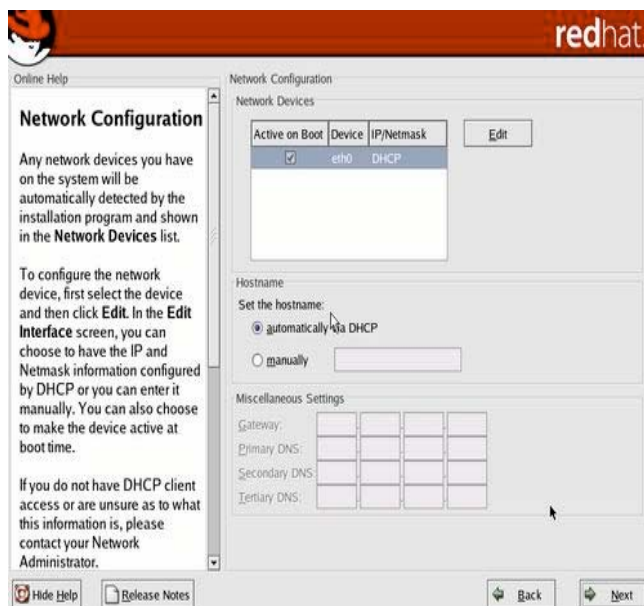 redhat.
Online Help
Network Configuration
Any network devices you have
on the system will be
automatically detected by the
installation program and shown
in the Network Devices list.
To configure the network
device, first select the device
and then click Edit. In the Edit
Interface screen, you can
choose to have the IP and
Netmask information configured
by DHCP or you can enter it
manually. You can also choose
to make the device active at
boot time.
If you do not have DHCP client
access or are unsure as to what
this information is, please
contact your Network
Administrator.
Network Configuration
Network Devices
Active on Boot Device IP/Netmask
eth0 DHCP
Edit
Hostname
Set the hostname:
automatically via DHCP
manually
Miscellaneous Settings
Gateway:
Primary DNS:
Secondary DNS:
Tertiary DNS:
Hide Help Release Notes Back Next